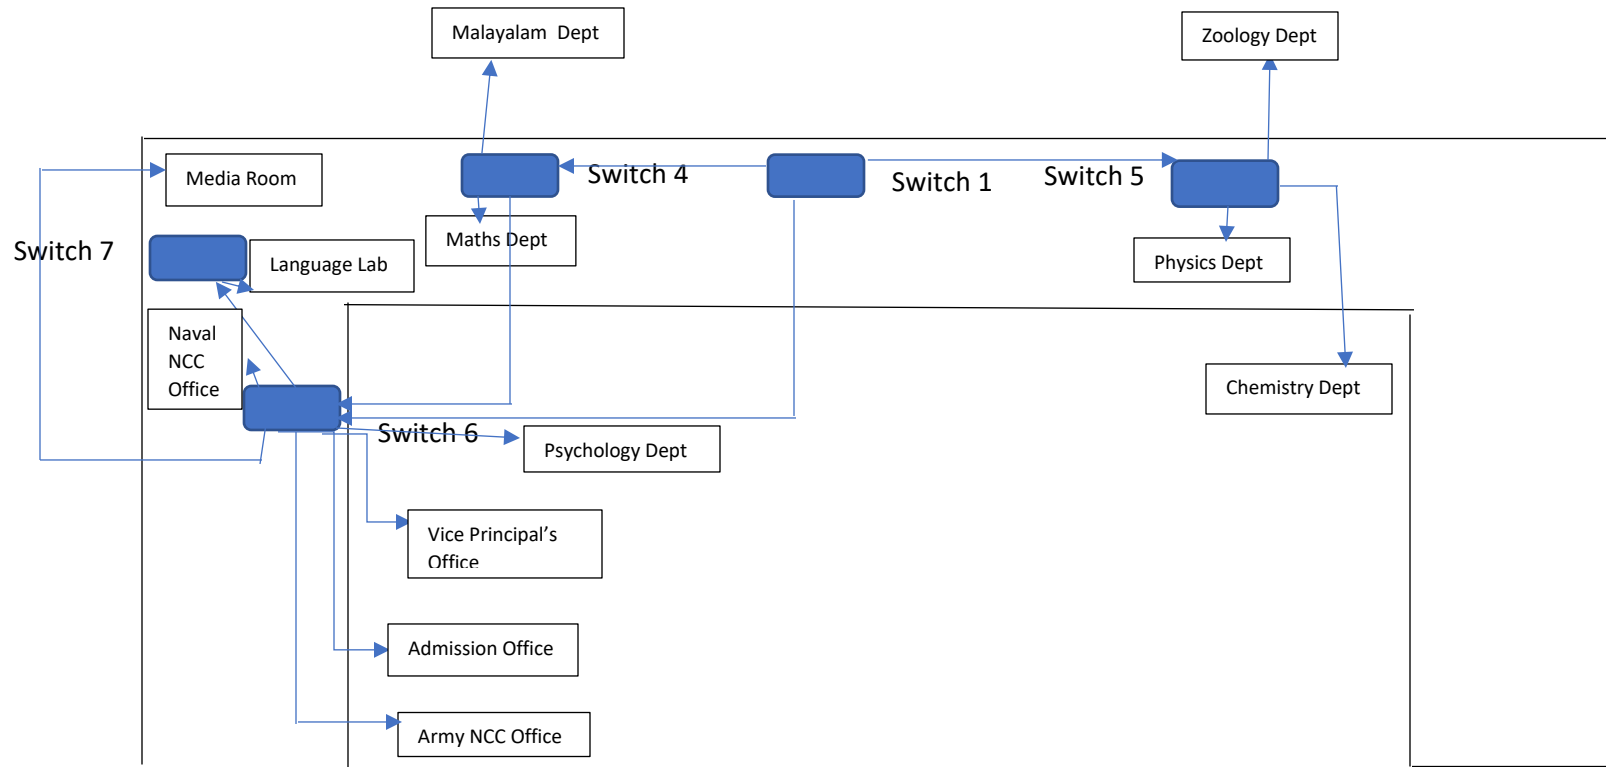 Malayalam  Dept
Zoology Dept
Media Room
Switch 4
Switch 1
Switch 5
Switch 7
Language Lab
Maths Dept
Physics Dept
Naval
NCC
Office
Chemistry Dept
Switch 6
Psychology Dept
Vice Principal’s
Office
Admission Office
Army NCC Office